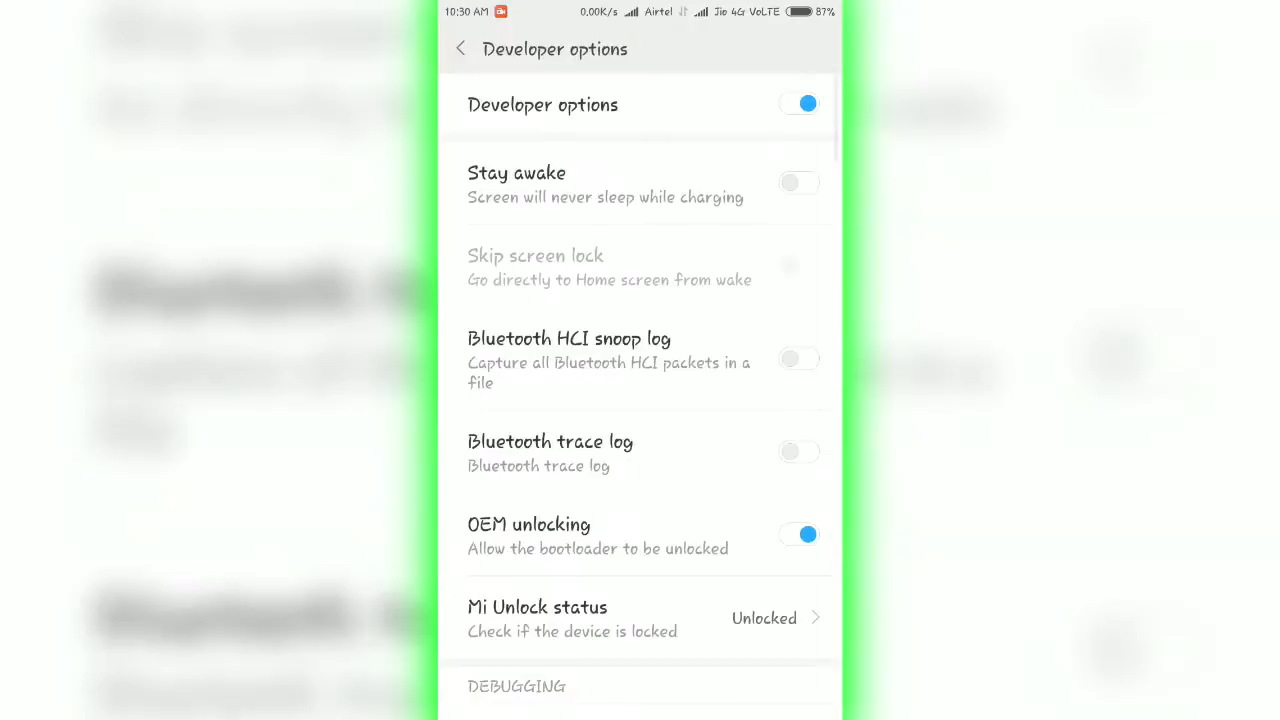 10:30 AM 0.00K/s Airtel Jio 4G VoLTE 87%
Developer options
Developer options
Stay awake
Screen will never sleep while charging
Skip screen lock
Go directly to Home screen from wake
Bluetooth HCI snoop log
Capture all Bluetooth HCI packets in a
file
Bluetooth trace log
Bluetooth trace log
OEM unlocking
Allow the bootloader to be unlocked
Mi Unlock status
Unlocked
Check if the device is locked
DEBUGGING